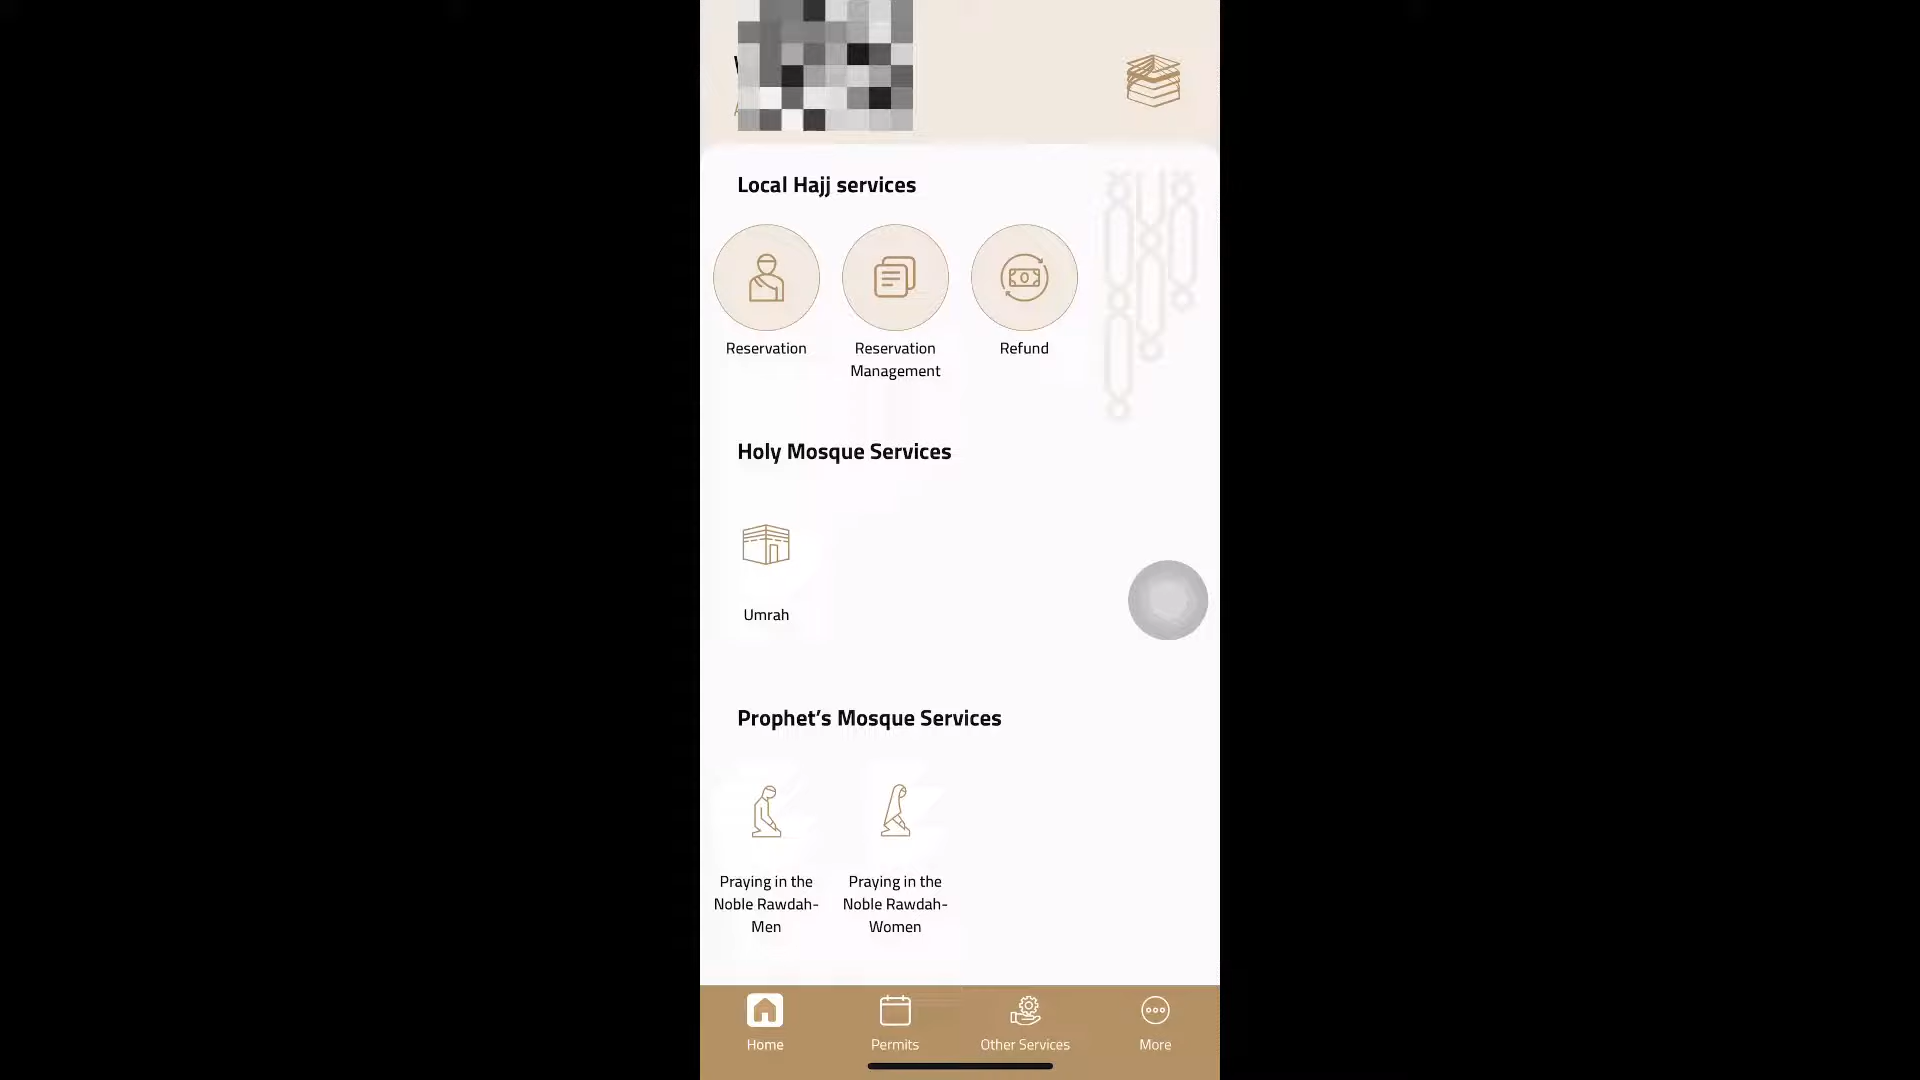 Local Hajj services
Reservation
Reservation
Management
Refund
Holy Mosque Services
Umrah
Prophet’s Mosque Services
Praying in the
Noble Rawdah-
Men
Praying in the
Noble Rawdah-
Women
Home
Permits
Other Services
More